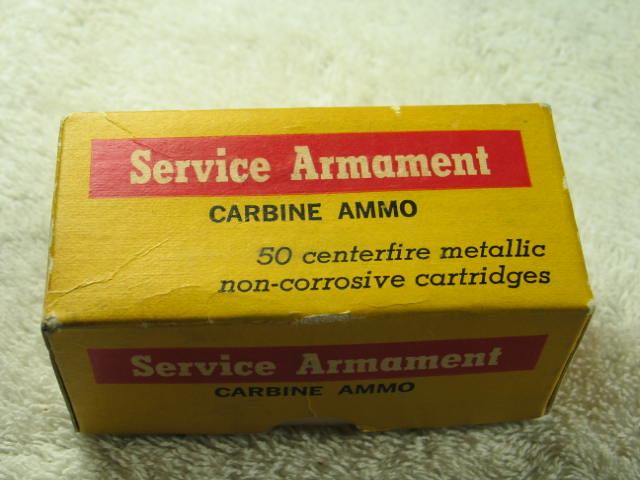 Service Armament
CARBINE AMMO
50 centerfire metallic
non-corrosive cartridges
Service Armament
CARBINE AMMO